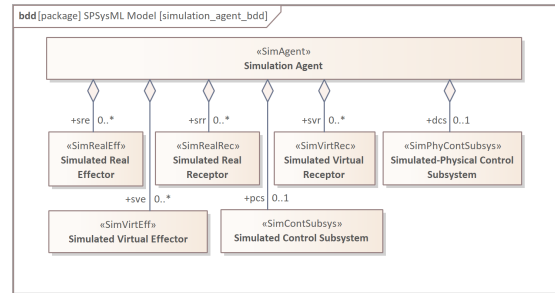 bdd [package] SPSysML Model [simulation_agent_bdd]
«SimAgent»
Simulation Agent
+sre 0..*
+srr 0..*
+svr 0..*
+dcs 0..1
«SimRealEff»
Simulated Real
Effector
«SimRealRec»
Simulated Real
Receptor
«SimVirtRec»
Simulated Virtual
Receptor
«SimPhyContSubsys»
Simulated-Physical Control
Subsystem
+sve 0..*
+pcs 0..1
«SimVirtEff»
Simulated Virtual Effector
«SimContSubsys»
Simulated Control Subsystem